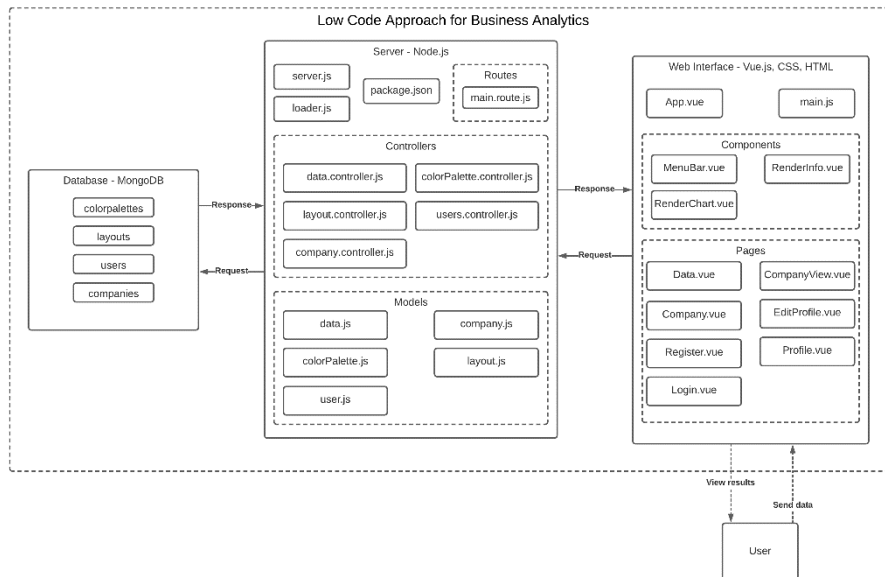 Low Code Approach for Business Analytics
Database - MongoDB
colorpalettes
layouts
users
companies
Response
Request
Server - Node.js
server.js
loader.js
package.json
Routes
main.route.js
Controllers
data.controller.js
colorPalette.controller.js
layout.controller.js
users.controller.js
company.controller.js
Models
data.js
company.js
colorPalette.js
layout.js
user.js
Response
Request
Web Interface - Vue.js, CSS, HTML
App.vue
main.js
Components
MenuBar.vue
RenderInfo.vue
RenderChart.vue
Pages
Data.vue
CompanyView.vue
Company.vue
EditProfile.vue
Register.vue
Profile.vue
Login.vue
View results
Send data
User